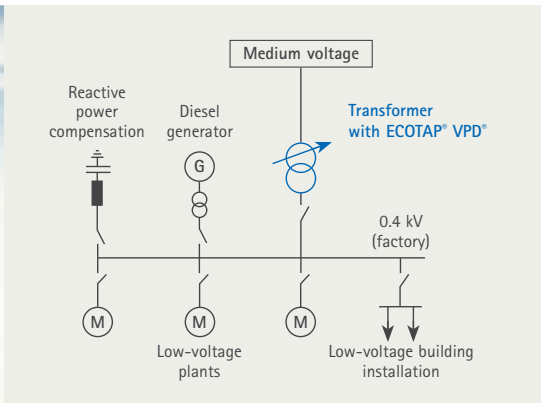 Medium voltage
Reactive
power
compensation
Diesel
generator
Transformer
with ECOTAP® VPD®
G
0.4 kV
(factory)
M
M
M
Low-voltage
plants
Low-voltage building
installation